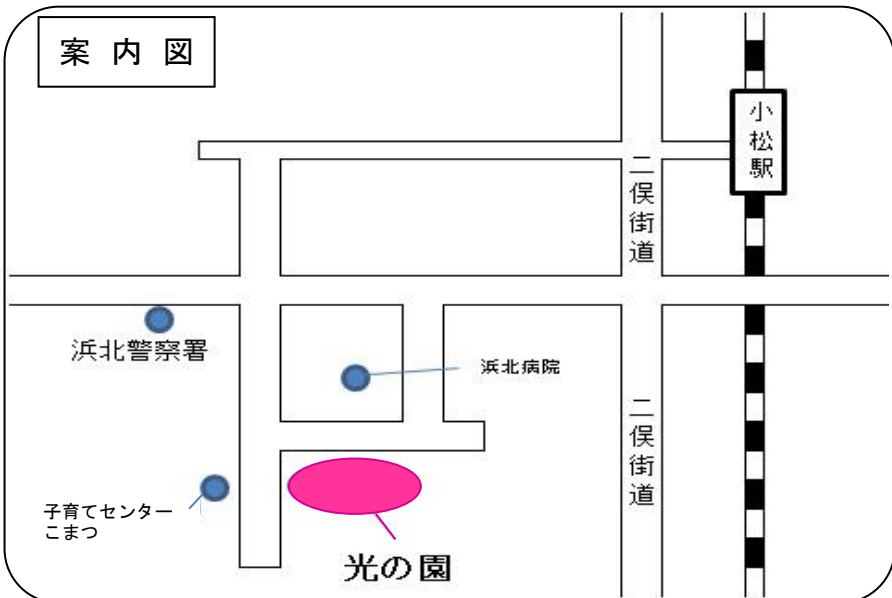 案 内 図
小松駅
二俣街道
浜北警察署
浜北病院
二俣街道
子育てセンター
こまつ
光の園